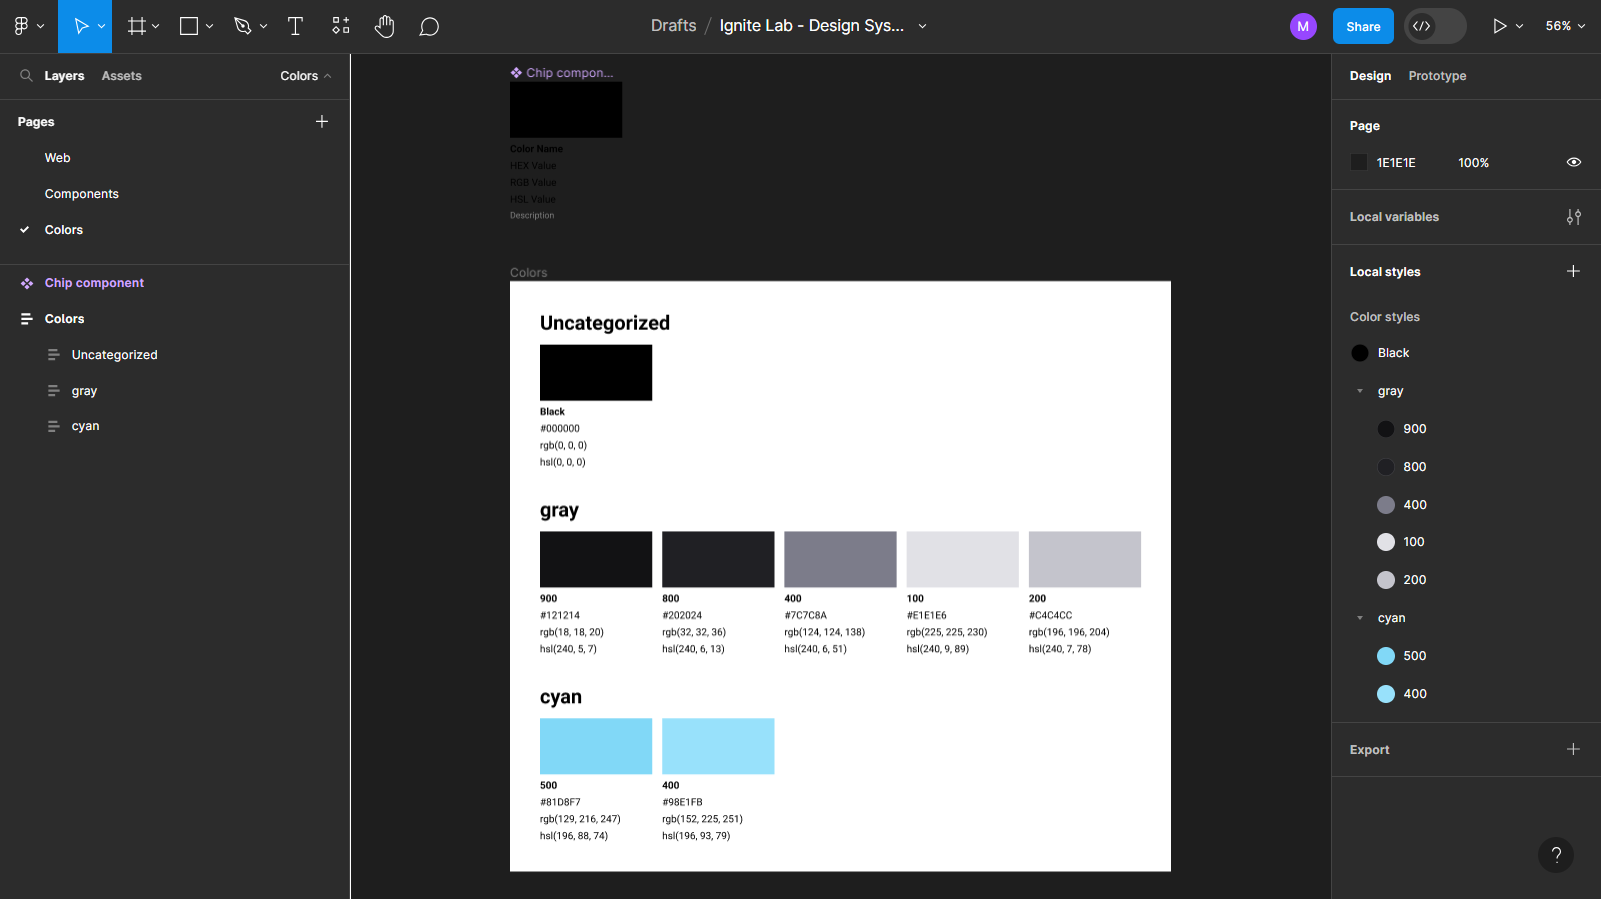 Drafts / Ignite Lab - Design Sys...
M
Share
56%
Layers
Assets
Colors
Pages
Web
Components
Colors
Chip component
Colors
Uncategorized
gray
cyan
Chip compon...
Color Name
HEX Value
RGB Value
HSL Value
Description
Colors
Uncategorized
Black
#000000
rgb(0, 0, 0)
hsl(0, 0, 0)
gray
900 800 400 100 200
#121214 #202024 #7C7C8A #E1E1E6 #C4C4CC
rgb(18, 18, 20) rgb(32, 32, 36) rgb(124, 124, 138) rgb(225, 225, 230) rgb(196, 196, 204)
hsl(240, 5, 7) hsl(240, 6, 13) hsl(240, 6, 51) hsl(240, 9, 89) hsl(240, 7, 78)
cyan
500 400
#81D8F7 #98E1FB
rgb(129, 216, 247) rgb(152, 225, 251)
hsl(196, 88, 74) hsl(196, 93, 79)
Design
Prototype
Page
1E1E1E 100%
Local variables
Local styles
Color styles
Black
gray
900
800
400
100
200
cyan
500
400
Export
?